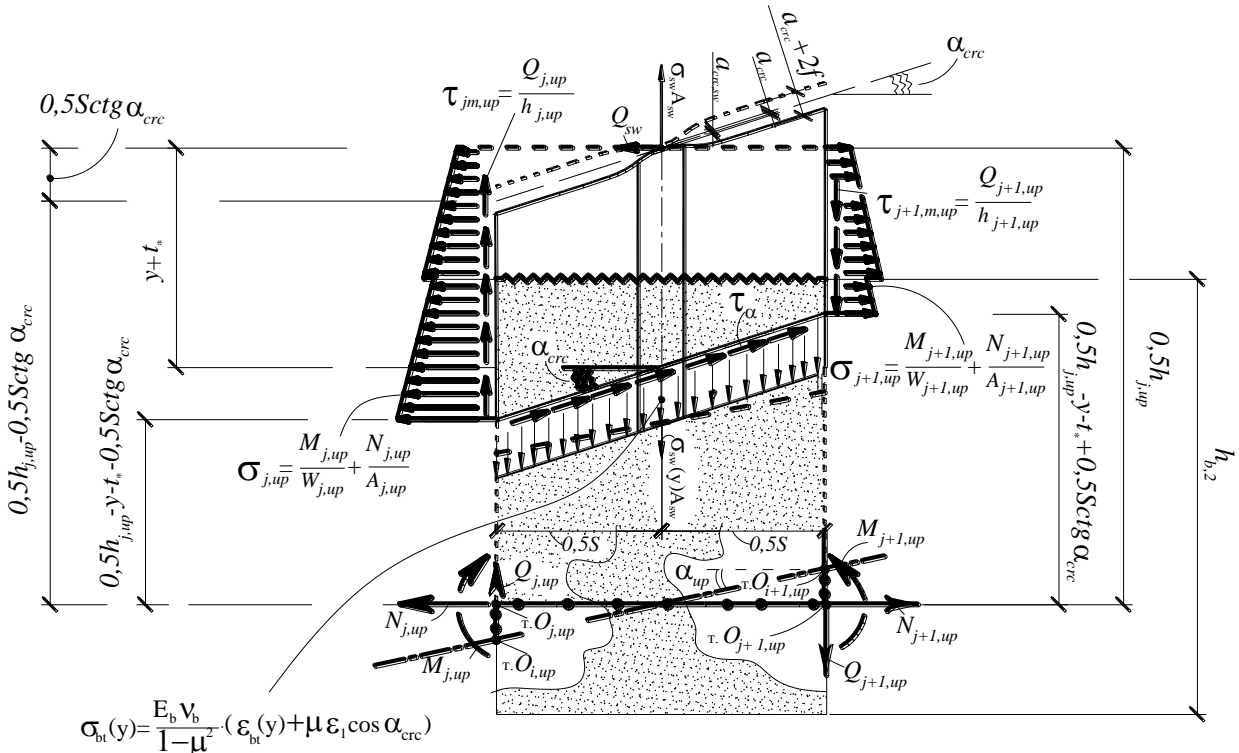 0,5Sctg α_crc
τ_jm,up = Q_j,up / h_j,up
Q_sw
σ_sw A_sw
a_crc,sw
a_crc
a_crc + 2f
α_crc
τ_j+1,m,up = Q_j+1,up / h_j+1,up
y+t_*
0,5h_j,up - 0,5Sctg α_crc
0,5h_j,up - y - t_* - 0,5Sctg α_crc
α_crc
τ_α
σ_j+1,up = M_j+1,up / W_j+1,up + N_j+1,up / A_j+1,up
σ_j,up = M_j,up / W_j,up + N_j,up / A_j,up
σ_sw(y)A_sw
0,5h_j,up - y - t_* + 0,5Sctg α_crc
0,5h_j,up
h_b,2
0,5S
0,5S
M_j+1,up
Q_j,up
α_up
т.O_i+1,up
N_j,up
т.O_j,up
т.O_j+1,up
N_j+1,up
M_j,up
т.O_i,up
Q_j+1,up
σ_bt(y) = E_b ν_b / 1−μ² · (ε_bt(y) + μ ε_1 cos α_crc)